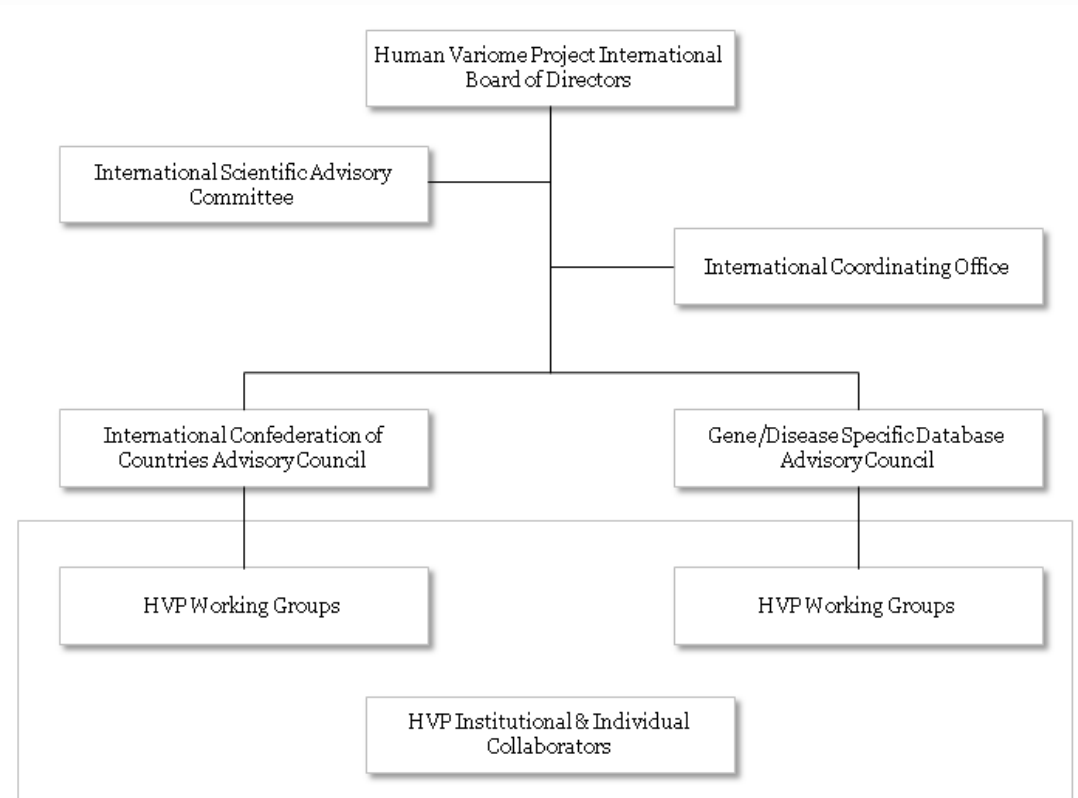 Human Variome Project International
Board of Directors
International Scientific Advisory
Committee
International Coordinating Office
International Confederation of
Countries Advisory Council
Gene/Disease Specific Database
Advisory Council
HVP Working Groups
HVP Working Groups
HVP Institutional & Individual
Collaborators